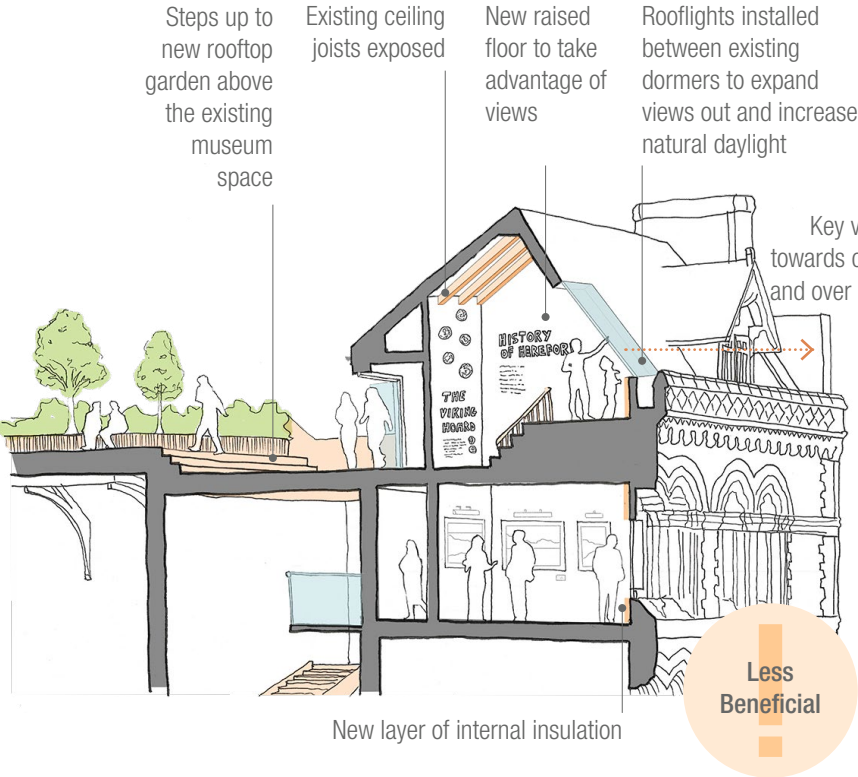 Steps up to
new rooftop
garden above
the existing
museum
space
Existing ceiling
joists exposed
New raised
floor to take
advantage of
views
Rooflights installed
between existing
dormers to expand
views out and increase
natural daylight
Key v
towards
and over
HISTORY
OF HEREFOR
THE
VIKING
HOARD
New layer of internal insulation
Less
Beneficial